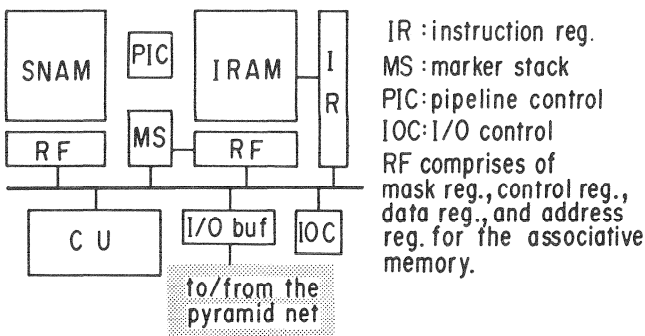 SNAM
PIC
IRAM
I
R
MS
RF
RF
CU
I/O buf
IOC
to/from the
pyramid net
IR : instruction reg.
MS : marker stack
PIC: pipeline control
IOC: I/O control
RF comprises of
mask reg., control reg.,
data reg., and address
reg. for the associative
memory.